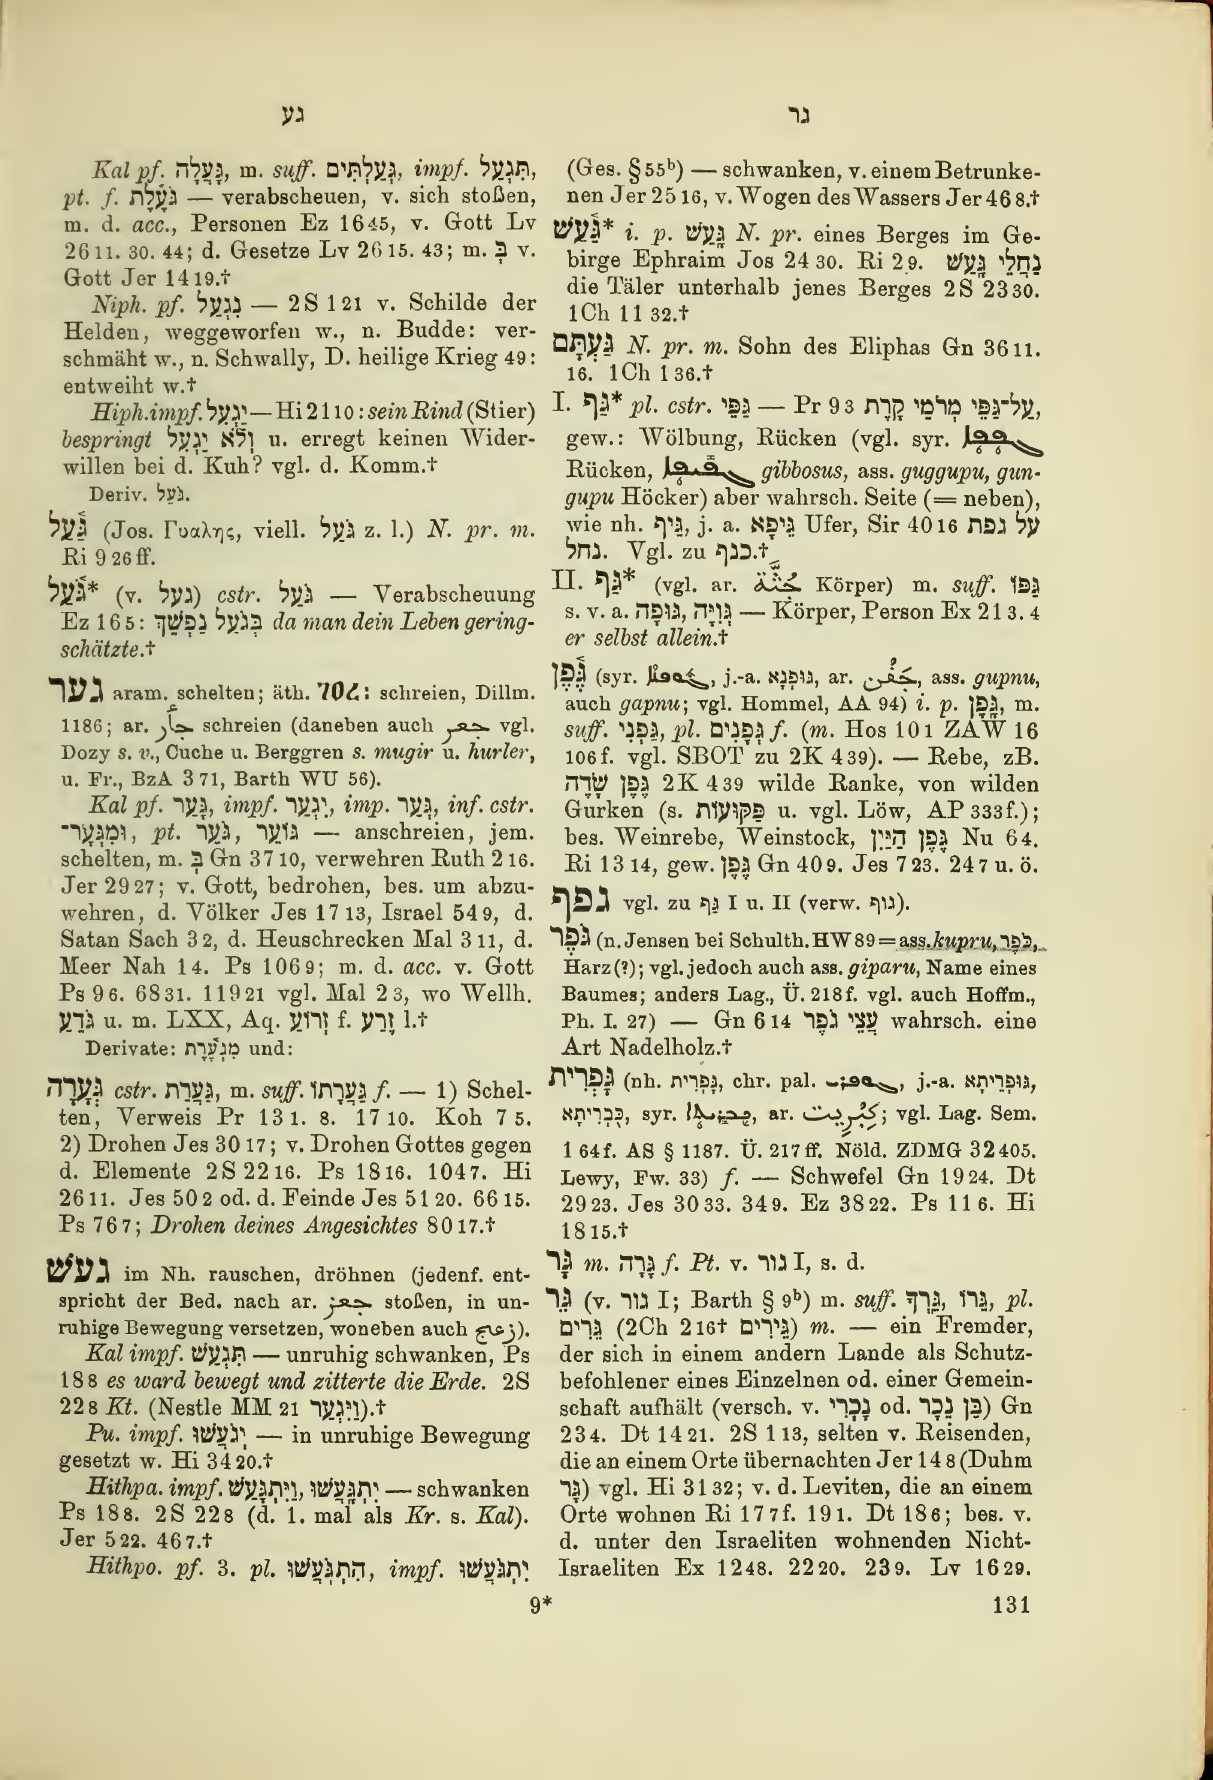 גע
גר
Kal pf. גָּֽעֲלָה, m. suff. גְּעַלְתִּים, impf. תִּגְעַל,
pt. f. גֹּעֶלֶת — verabscheuen, v. sich stoßen,
m. d. acc., Personen Ez 16 45, v. Gott Lv
26 11. 30. 44; d. Gesetze Lv 26 15. 43; m. בְּ v.
Gott Jer 14 19.†
Niph. pf. נִגְעַל — 2 S 1 21 v. Schilde der
Helden, weggeworfen w., n. Budde: ver-
schmäht w., n. Schwally, D. heilige Krieg 49:
entweiht w.†
Hiph. impf. יַגְעִל — Hi 21 10: sein Rind (Stier)
bespringt וְלֹא יַגְעִל u. erregt keinen Wider-
willen bei d. Kuh? vgl. d. Komm.†
Deriv. גֹּעַל.
גַּעַל (Jos. Γυαλης, viell. גֹּעַל z. l.) N. pr. m.
Ri 9 26 ff.
גֹּעַל* (v. געל) cstr. גֹּעַל — Verabscheuung
Ez 16 5: בְּגֹעַל נַפְשֵׁךְ da man dein Leben gering-
schätzte.†
גער aram. schelten; äth. schreien, Dillm.
1186; ar. جأر schreien (daneben auch جعر vgl.
Dozy s. v., Cuche u. Berggren s. mugir u. hurler,
u. Fr., BzA 3 71, Barth WU 56).
Kal pf. גָּעַר, impf. יִגְעַר, imp. גְּעַר, inf. cstr.
וּמִגְּעָר־, pt. גֹּעֵר, גּוֹעֵר — anschreien, jem.
schelten, m. בְּ Gn 37 10, verwehren Ruth 2 16.
Jer 29 27; v. Gott, bedrohen, bes. um abzu-
wehren, d. Völker Jes 17 13, Israel 54 9, d.
Satan Sach 3 2, d. Heuschrecken Mal 3 11, d.
Meer Nah 1 4. Ps 106 9; m. d. acc. v. Gott
Ps 9 6. 68 31. 119 21 vgl. Mal 2 3, wo Wellh.
גֹּדֵעַ u. m. LXX, Aq. זְרוֹעַ f. זֶרַע l.†
Derivate: מִגְעֶרֶת und:
גְּעָרָה cstr. גַּעֲרַת, m. suff. גַּעֲרָתוֹ f. — 1) Schel-
ten, Verweis Pr 13 1. 8. 17 10. Koh 7 5.
2) Drohen Jes 30 17; v. Drohen Gottes gegen
d. Elemente 2 S 22 16. Ps 18 16. 104 7. Hi
26 11. Jes 50 2 od. d. Feinde Jes 51 20. 66 15.
Ps 76 7; Drohen deines Angesichtes 80 17.†
געשׁ im Nh. rauschen, dröhnen (jedenf. ent-
spricht der Bed. nach ar. جعز stoßen, in un-
ruhige Bewegung versetzen, woneben auch زعج).
Kal impf. תִּגְעַשׁ — unruhig schwanken, Ps
18 8 es ward bewegt und zitterte die Erde. 2 S
22 8 Kt. (Nestle MM 21 וַיִּגְעַר).†
Pu. impf. יְגֹעֲשׁוּ — in unruhige Bewegung
gesetzt w. Hi 34 20.†
Hithpa. impf. יִתְגָּעֲשׁוּ, וַיִּתְגָּעַשׁ — schwanken
Ps 18 8. 2 S 22 8 (d. 1. mal als Kr. s. Kal).
Jer 5 22. 46 7.†
Hithpo. pf. 3. pl. הִתְגֹּעֲשׁוּ, impf. יִתְגֹּעֲשׁוּ
(Ges. § 55ᵇ) — schwanken, v. einem Betrunke-
nen Jer 25 16, v. Wogen des Wassers Jer 46 8.†
גַּעַשׁ* i. p. גָּעַשׁ N. pr. eines Berges im Ge-
birge Ephraim Jos 24 30. Ri 2 9. נַחֲלֵי גָעַשׁ
die Täler unterhalb jenes Berges 2 S 23 30.
1 Ch 11 32.†
גַּעְתָּם N. pr. m. Sohn des Eliphas Gn 36 11.
16. 1 Ch 1 36.†
I. גַּף* pl. cstr. גַּפֵּי — Pr 9 3 עַל־גַּפֵּי מְרֹמֵי קָרֶת,
gew.: Wölbung, Rücken (vgl. syr.
Rücken, gibbosus, ass. guggupu, gun-
gupu Höcker) aber wahrsch. Seite (= neben),
wie nh. גֵּיף, j. a. גֵּיפָא Ufer, Sir 40 16 על גפת
נחל. Vgl. zu כנף.†
II. גַּף* (vgl. ar. جُثَّة Körper) m. suff. גַּפּוֹ
s. v. a. גְּוִיָּה, גּוּפָה — Körper, Person Ex 21 3. 4
er selbst allein.†
גֶּפֶן (syr. ܓܘܦܢܐ, j.-a. גּוּפְנָא, ar. جَفْن, ass. gupnu,
auch gapnu; vgl. Hommel, AA 94) i. p. גָּפֶן, m.
suff. גַּפְנִי, pl. גְּפָנִים f. (m. Hos 10 1 ZAW 16
106 f. vgl. SBOT zu 2 K 4 39). — Rebe, zB.
גֶּפֶן שָׂדֶה 2 K 4 39 wilde Ranke, von wilden
Gurken (s. פַּקּוּעוֹת u. vgl. Löw, AP 333 f.);
bes. Weinrebe, Weinstock, גֶּפֶן הַיַּיִן Nu 6 4.
Ri 13 14, gew. גֶּפֶן Gn 40 9. Jes 7 23. 24 7 u. ö.
גפף vgl. zu גַּף I u. II (verw. גוף).
גֹּפֶר (n. Jensen bei Schulth. HW 89 = ass. kupru, כֹּפֶר,
Harz (?); vgl. jedoch auch ass. giparu, Name eines
Baumes; anders Lag., Ü. 218 f. vgl. auch Hoffm.,
Ph. I. 27) — Gn 6 14 עֲצֵי גֹפֶר wahrsch. eine
Art Nadelholz.†
גָּפְרִית (nh. גָּפְרִית, chr. pal. , j.-a. גּוּפְרִיתָא,
כִּבְרִיתָא, syr. ܟܒܪܝܬܐ, ar. كِبْرِيت; vgl. Lag. Sem.
1 64 f. AS § 1187. Ü. 217 ff. Nöld. ZDMG 32 405.
Lewy, Fw. 33) f. — Schwefel Gn 19 24. Dt
29 23. Jes 30 33. 34 9. Ez 38 22. Ps 11 6. Hi
18 15.†
גָּר m. גָּרָה f. Pt. v. גור I, s. d.
גֵּר (v. גור I; Barth § 9ᵇ) m. suff. גֵּרוֹ, גֵּרְךָ, pl.
גֵּרִים (2 Ch 2 16† גֵּירִים) m. — ein Fremder,
der sich in einem andern Lande als Schutz-
befohlener eines Einzelnen od. einer Gemein-
schaft aufhält (versch. v. נָכְרִי od. בֶּן נֵכָר) Gn
23 4. Dt 14 21. 2 S 1 13, selten v. Reisenden,
die an einem Orte übernachten Jer 14 8 (Duhm
גָּר) vgl. Hi 31 32; v. d. Leviten, die an einem
Orte wohnen Ri 17 7 f. 19 1. Dt 18 6; bes. v.
d. unter den Israeliten wohnenden Nicht-
Israeliten Ex 12 48. 22 20. 23 9. Lv 16 29.
9*
131